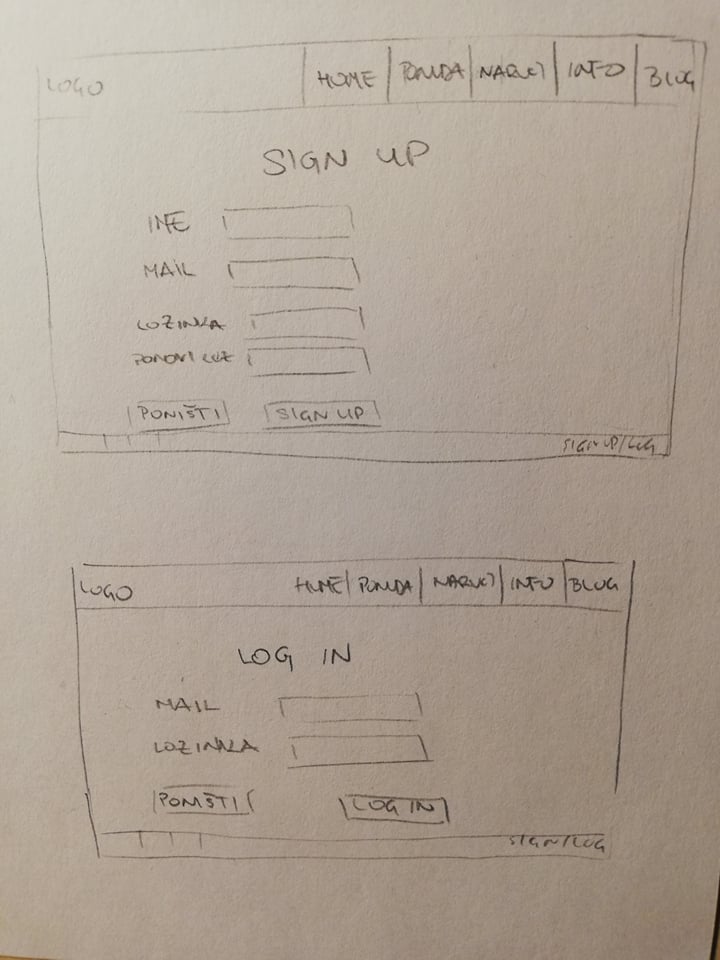 LOGO HOME PONUDA NARUČI INFO BLOG
SIGN UP
IME
MAIL
LOZINKA
PONOVI LOZ
PONIŠTI SIGN UP
SIGN UP/LOG
LOGO HOME PONUDA NARUČI INFO BLOG
LOG IN
MAIL
LOZINKA
PONIŠTI LOG IN
SIGN/LOG